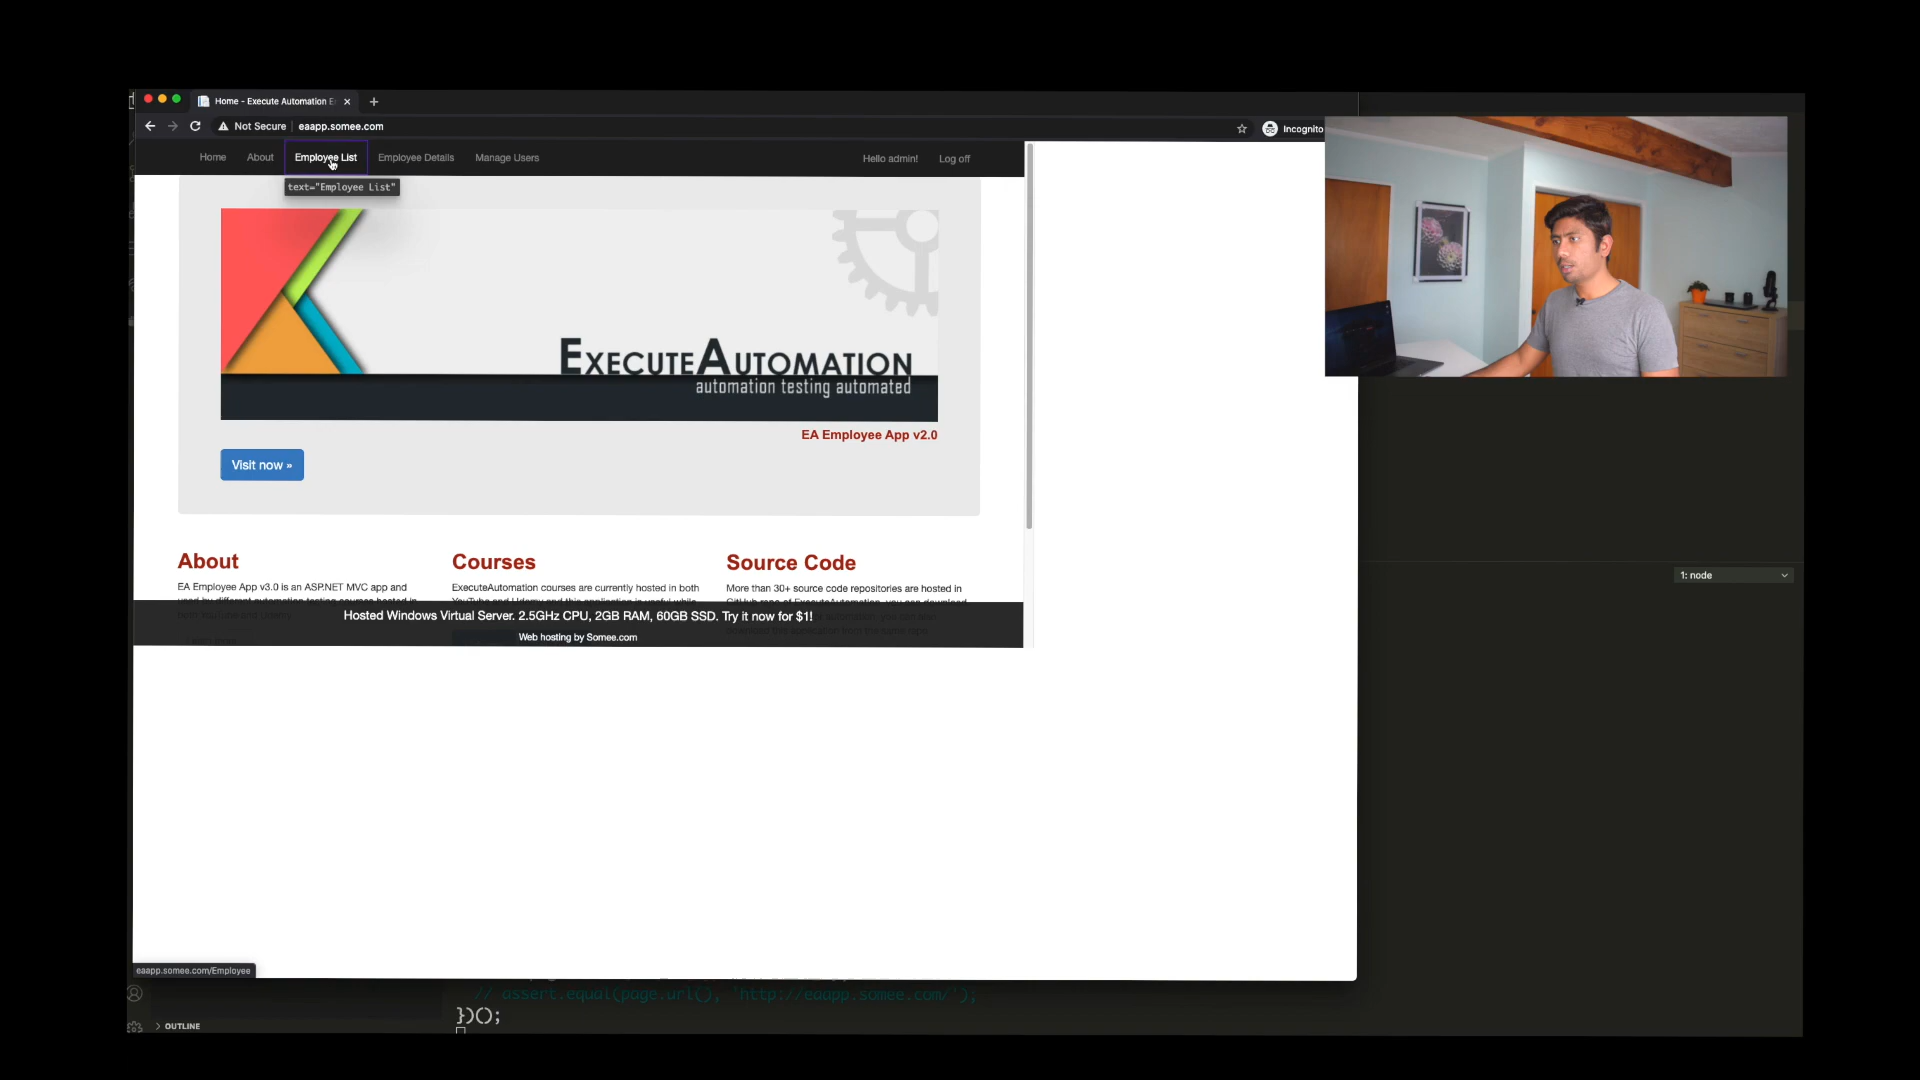 Home - Execute Automation E
Not Secure eaapp.somee.com
Incognito
Home About Employee List Employee Details Manage Users Hello admin! Log off
text="Employee List"
EXECUTEAUTOMATION
automation testing automated
EA Employee App v2.0
Visit now »
About
EA Employee App v3.0 is an ASP.NET MVC app and
Courses
ExecuteAutomation courses are currently hosted in both
Source Code
More than 30+ source code repositories are hosted in
Hosted Windows Virtual Server. 2.5GHz CPU, 2GB RAM, 60GB SSD. Try it now for $1!
Web hosting by Somee.com
1: node
eaapp.somee.com/Employee
// assert.equal(page.url(), 'http://eaapp.somee.com/');
})();
OUTLINE